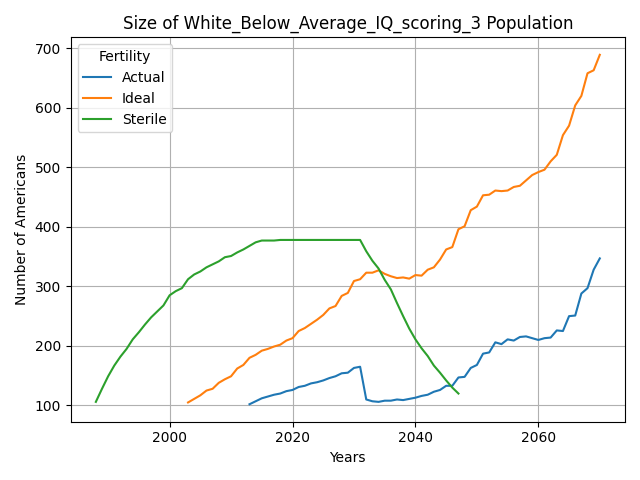 Size of White_Below_Average_IQ_scoring_3 Population
Fertility
Actual
Ideal
Sterile
Number of Americans
700
600
500
400
300
200
100
2000
2020
2040
2060
Years